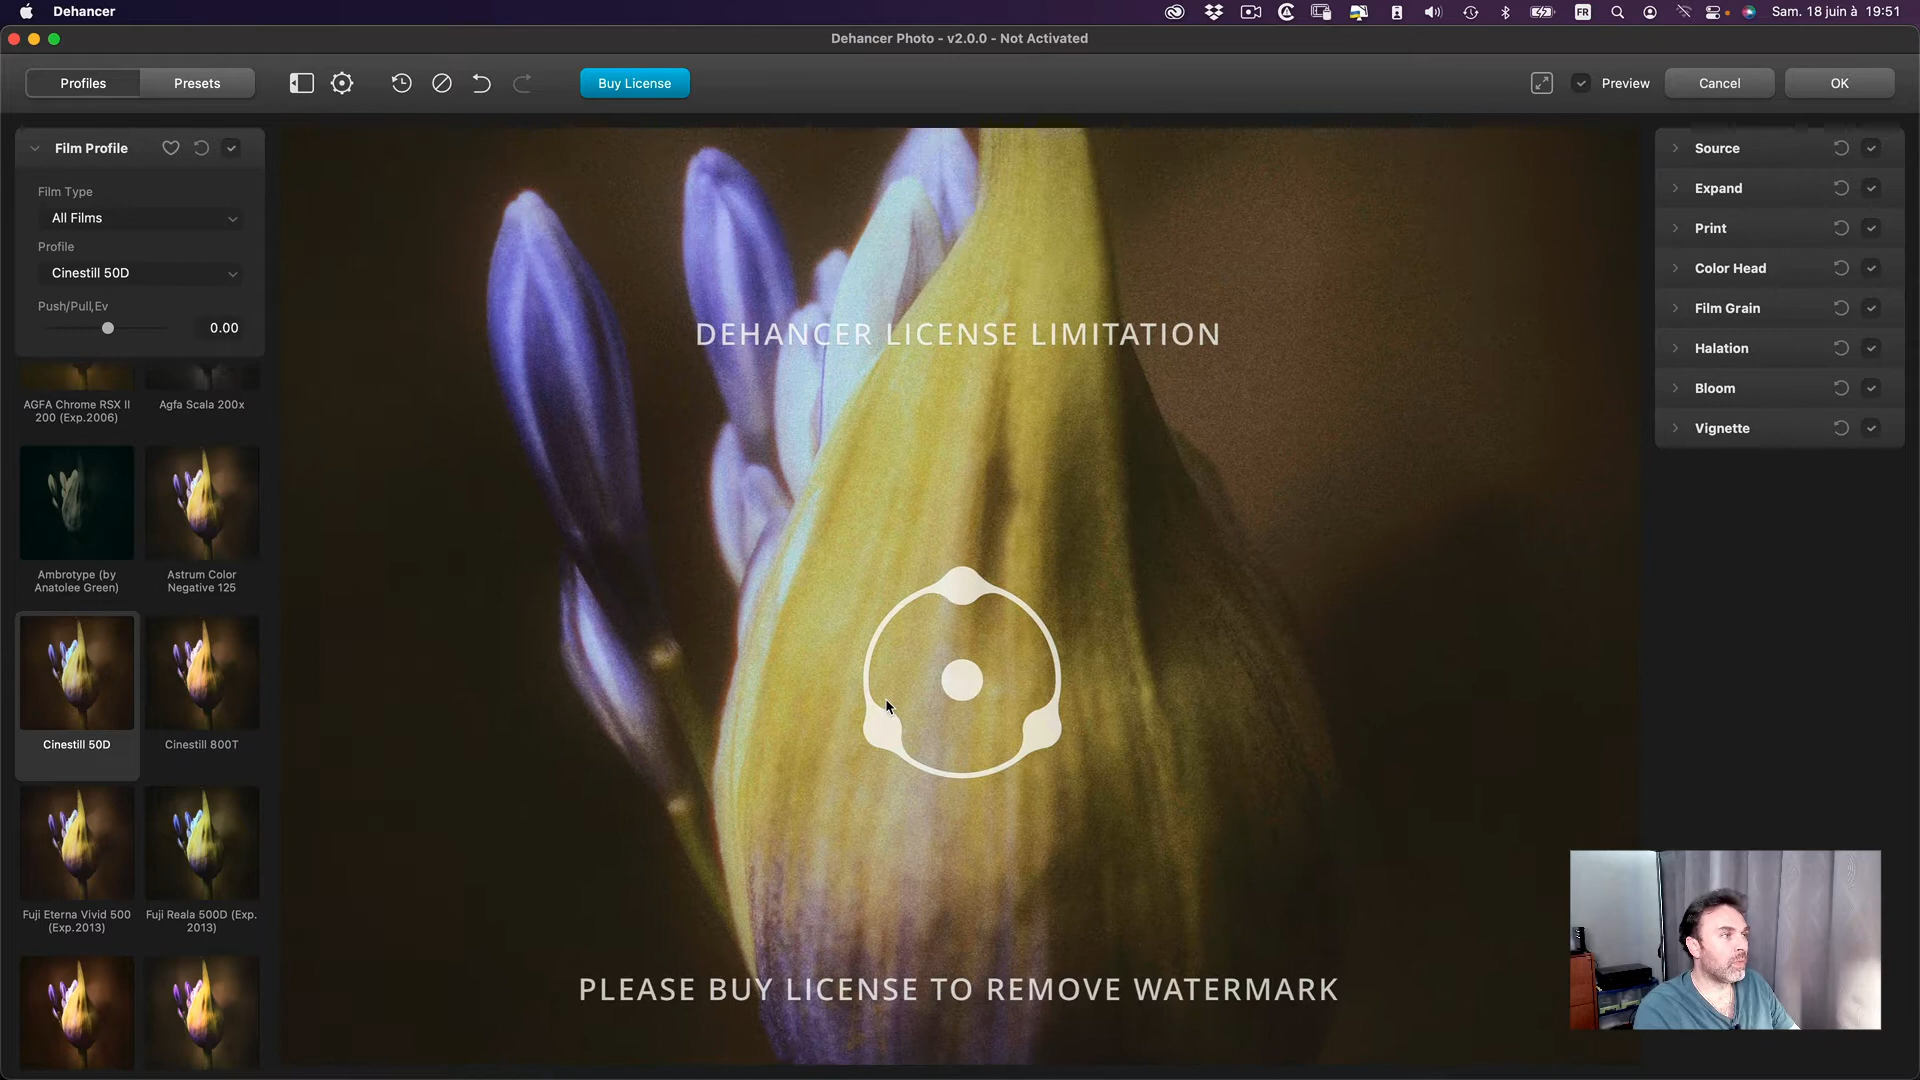 Dehancer
FR
Sam. 18 juin à 19:51
Dehancer Photo - v2.0.0 - Not Activated
Profiles
Presets
Buy License
Preview
Cancel
OK
Film Profile
Film Type
All Films
Profile
Cinestill 50D
Push/Pull,Ev
0.00
AGFA Chrome RSX II
200 (Exp.2006)
Agfa Scala 200x
Ambrotype (by
Anatolee Green)
Astrum Color
Negative 125
Cinestill 50D
Cinestill 800T
Fuji Eterna Vivid 500
(Exp.2013)
Fuji Reala 500D (Exp.
2013)
DEHANCER LICENSE LIMITATION
PLEASE BUY LICENSE TO REMOVE WATERMARK
Source
Expand
Print
Color Head
Film Grain
Halation
Bloom
Vignette